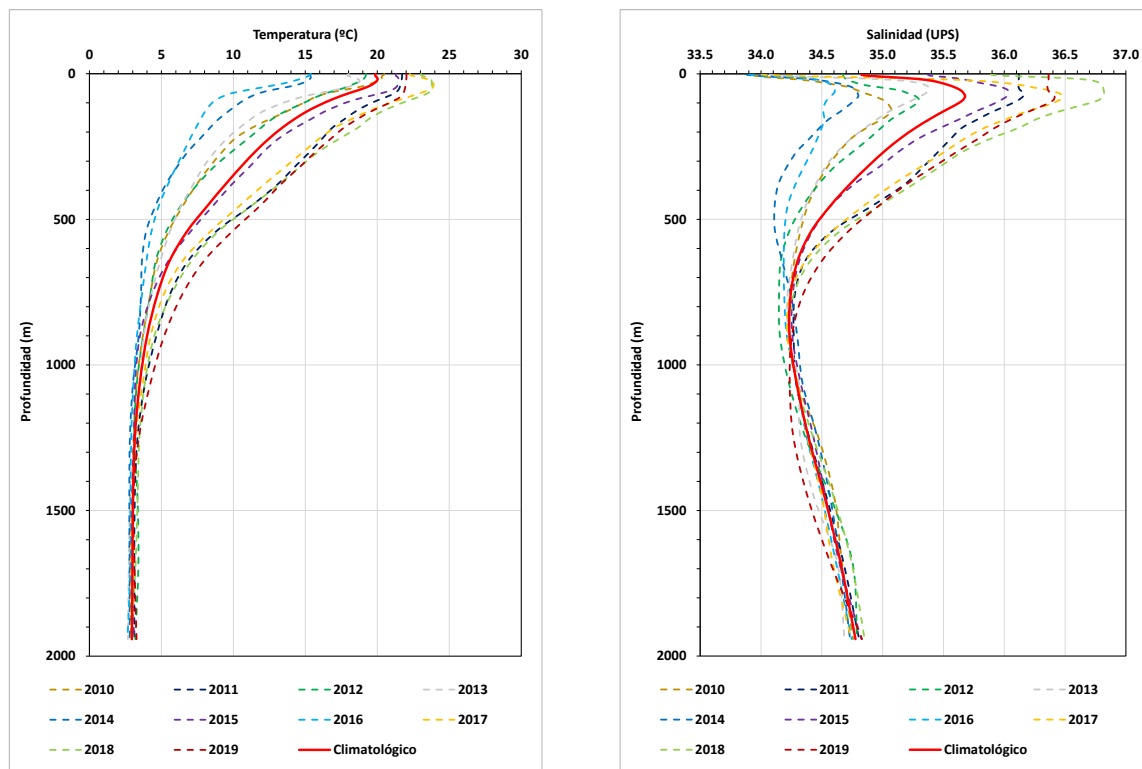 Temperatura (ºC)
0 5 10 15 20 25 30
0
500
1000
1500
2000
Profundidad (m)
2010 2011 2012 2013
2014 2015 2016 2017
2018 2019 Climatológico
Salinidad (UPS)
33.5 34.0 34.5 35.0 35.5 36.0 36.5 37.0
0
500
1000
1500
2000
Profundidad (m)
2010 2011 2012 2013
2014 2015 2016 2017
2018 2019 Climatológico